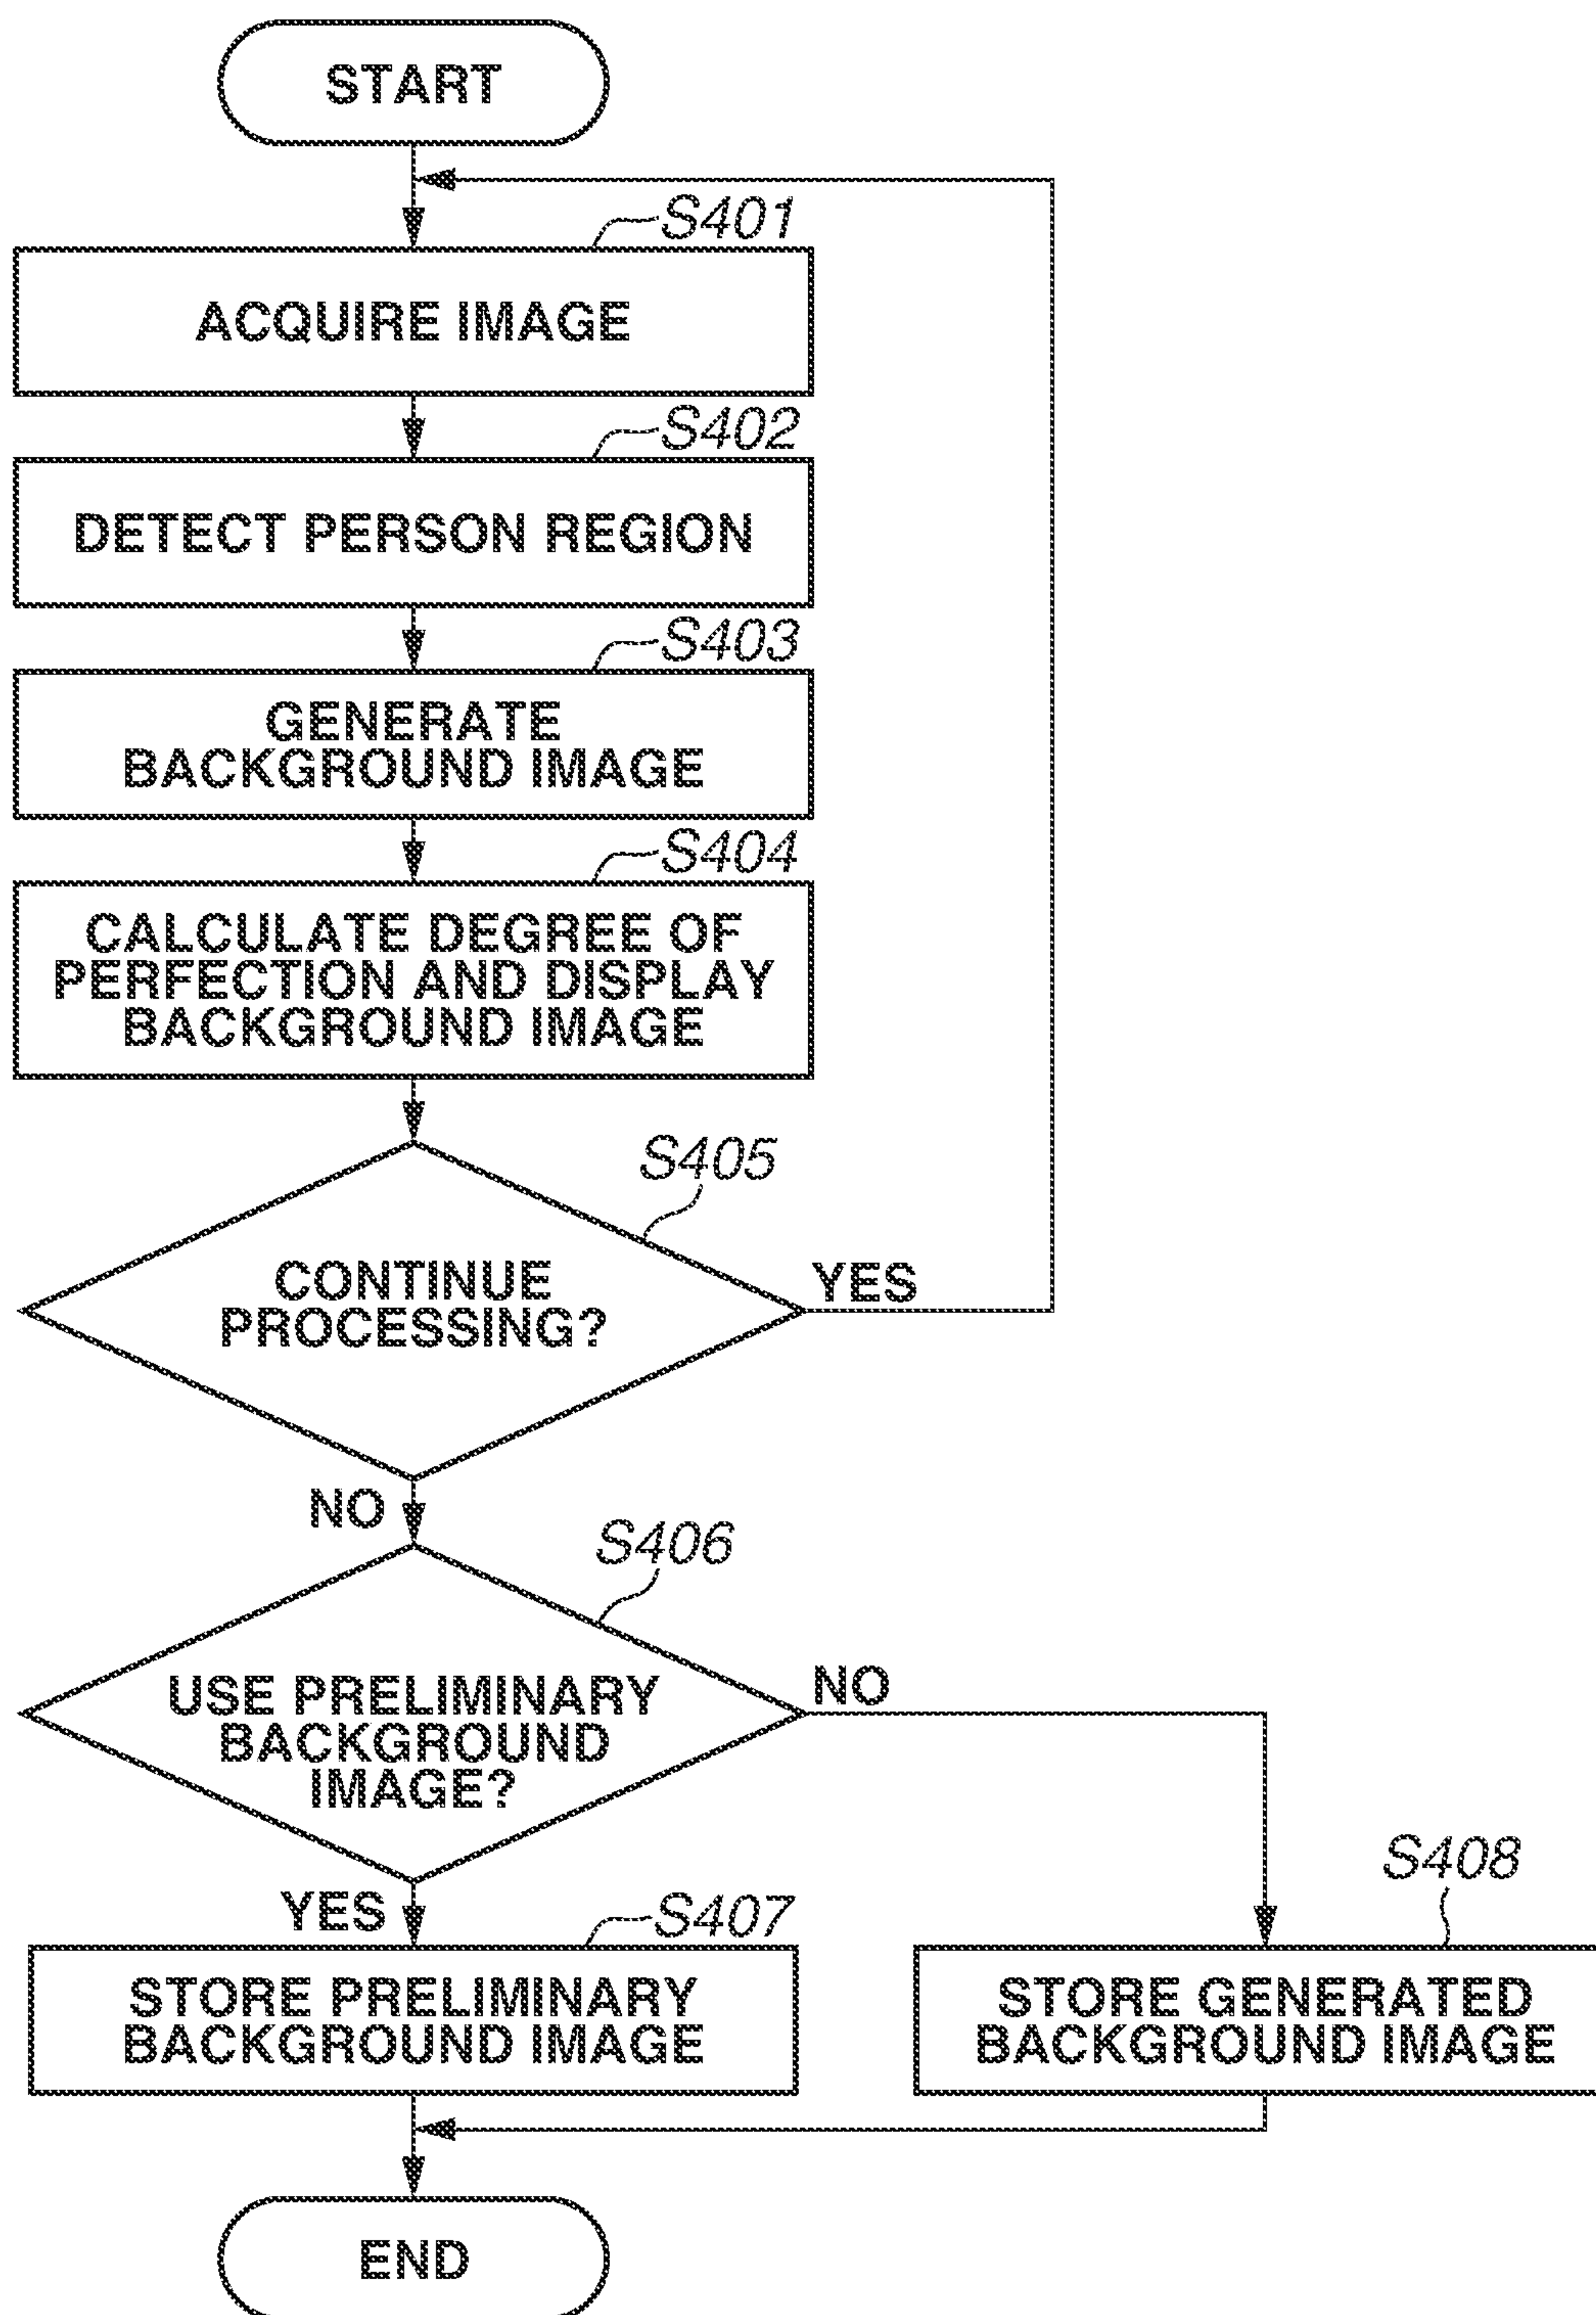 START
S401
ACQUIRE IMAGE
S402
DETECT PERSON REGION
S403
GENERATE
BACKGROUND IMAGE
S404
CALCULATE DEGREE OF
PERFECTION AND DISPLAY
BACKGROUND IMAGE
S405
CONTINUE
PROCESSING?
YES
NO
S406
USE PRELIMINARY
BACKGROUND
IMAGE?
NO
YES
S407
STORE PRELIMINARY
BACKGROUND IMAGE
S408
STORE GENERATED
BACKGROUND IMAGE
END